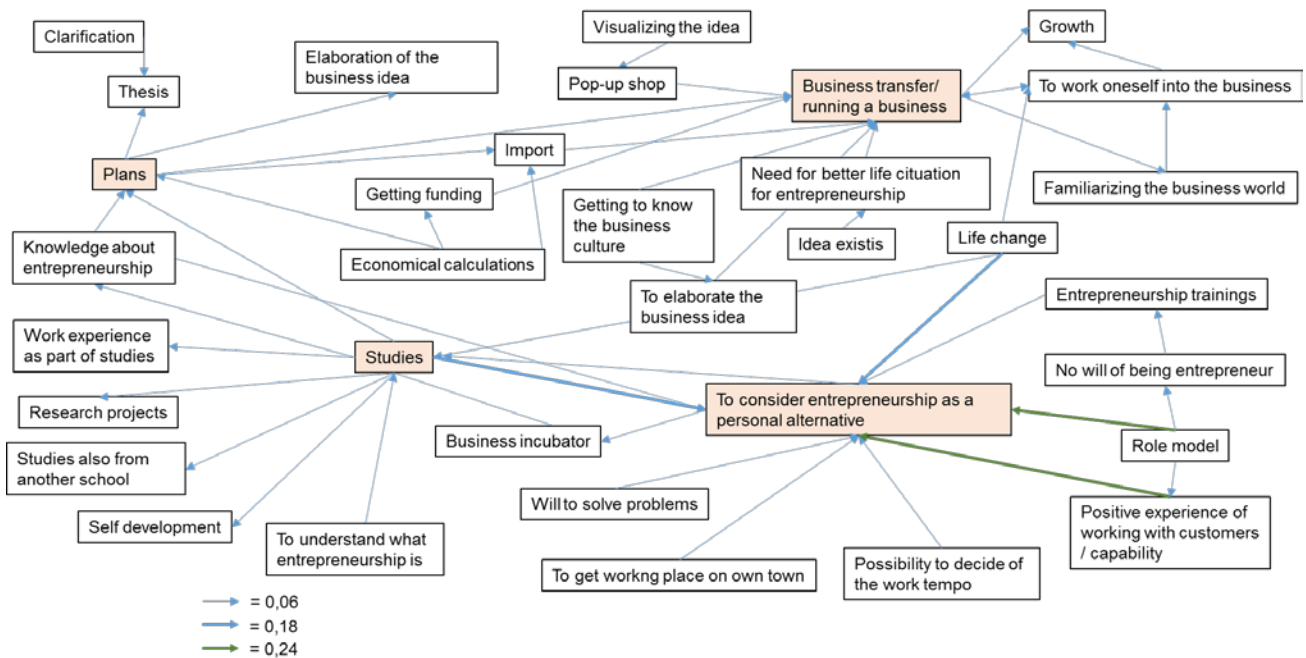 Clarification
Thesis
Elaboration of the
business idea
Visualizing the idea
Pop-up shop
Business transfer/
running a business
Growth
To work oneself into the business
Plans
Import
Getting funding
Need for better life cituation
for entrepreneurship
Familiarizing the business world
Knowledge about
entrepreneurship
Economical calculations
Getting to know
the business
culture
Idea existis
Life change
To elaborate the
business idea
Entrepreneurship trainings
Work experience
as part of studies
Studies
No will of being entrepreneur
Research projects
To consider entrepreneurship as a
personal alternative
Business incubator
Role model
Studies also from
another school
Will to solve problems
Self development
To understand what
entrepreneurship is
Positive experience of
working with customers
/ capability
To get workng place on own town
Possibility to decide of
the work tempo
= 0,06
= 0,18
= 0,24